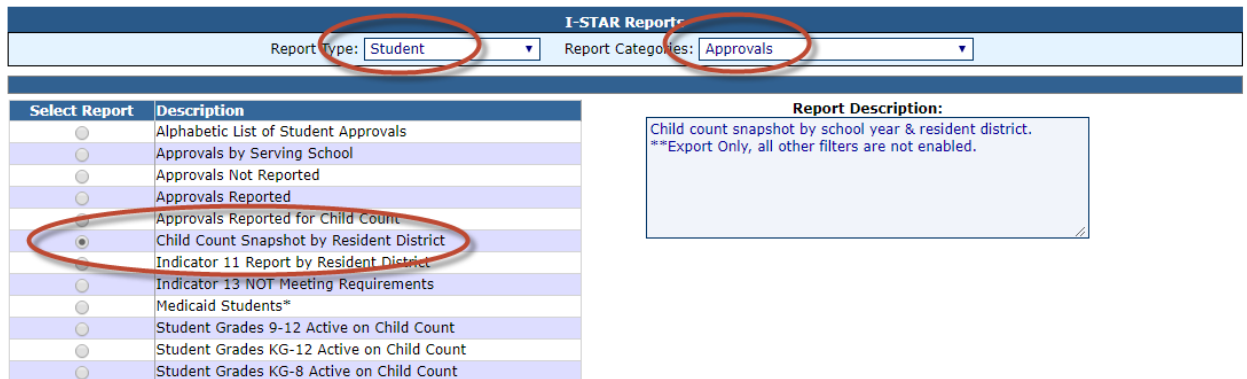 I-STAR Reports
Report Type: Student Report Categories: Approvals
Select Report Description
Alphabetic List of Student Approvals
Approvals by Serving School
Approvals Not Reported
Approvals Reported
Approvals Reported for Child Count
Child Count Snapshot by Resident District
Indicator 11 Report by Resident District
Indicator 13 NOT Meeting Requirements
Medicaid Students*
Student Grades 9-12 Active on Child Count
Student Grades KG-12 Active on Child Count
Student Grades KG-8 Active on Child Count
Report Description:
Child count snapshot by school year & resident district.
**Export Only, all other filters are not enabled.